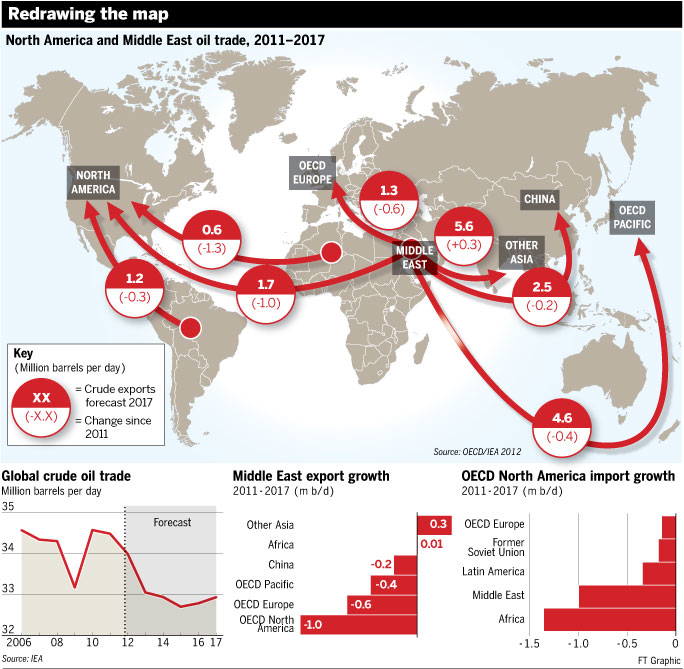 Redrawing the map
North America and Middle East oil trade, 2011–2017
NORTH
AMERICA
OECD
EUROPE
1.3
(-0.6)
CHINA
OECD
PACIFIC
0.6
(-1.3)
5.6
(+0.3)
MIDDLE
EAST
OTHER
ASIA
1.2
(-0.3)
1.7
(-1.0)
2.5
(-0.2)
Key
(Million barrels per day)
XX
(-X.X)
= Crude exports
forecast 2017
= Change since
2011
4.6
(-0.4)
Source: OECD/IEA 2012
Global crude oil trade
Million barrels per day
35
34
33
32
Forecast
2006 08 10 12 14 16 17
Source: IEA
Middle East export growth
2011-2017 (m b/d)
Other Asia 0.3
Africa 0.01
China -0.2
OECD Pacific -0.4
OECD Europe -0.6
OECD North
America -1.0
OECD North America import growth
2011-2017 (m b/d)
OECD Europe
Former
Soviet Union
Latin America
Middle East
Africa
-1.5 -1.0 -0.5 0
FT Graphic